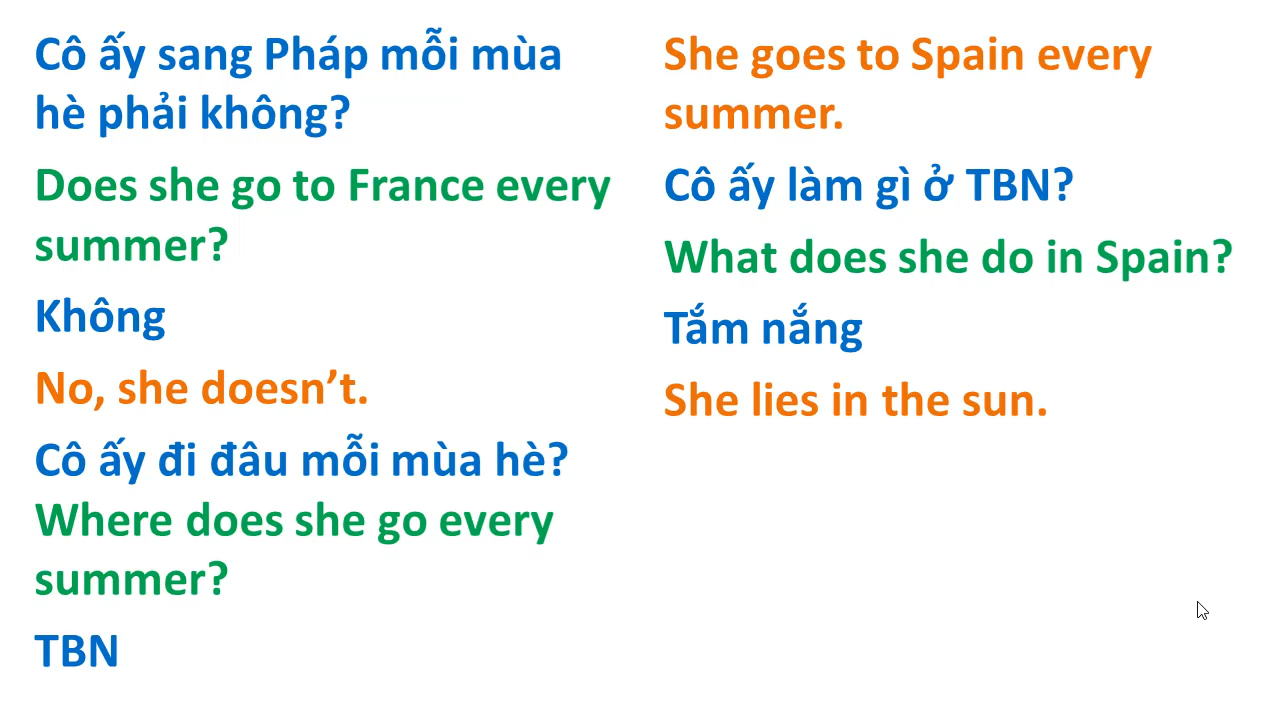 Cô ấy sang Pháp mỗi mùa
hè phải không?
Does she go to France every
summer?
Không
No, she doesn’t.
Cô ấy đi đâu mỗi mùa hè?
Where does she go every
summer?
TBN
She goes to Spain every
summer.
Cô ấy làm gì ở TBN?
What does she do in Spain?
Tắm nắng
She lies in the sun.